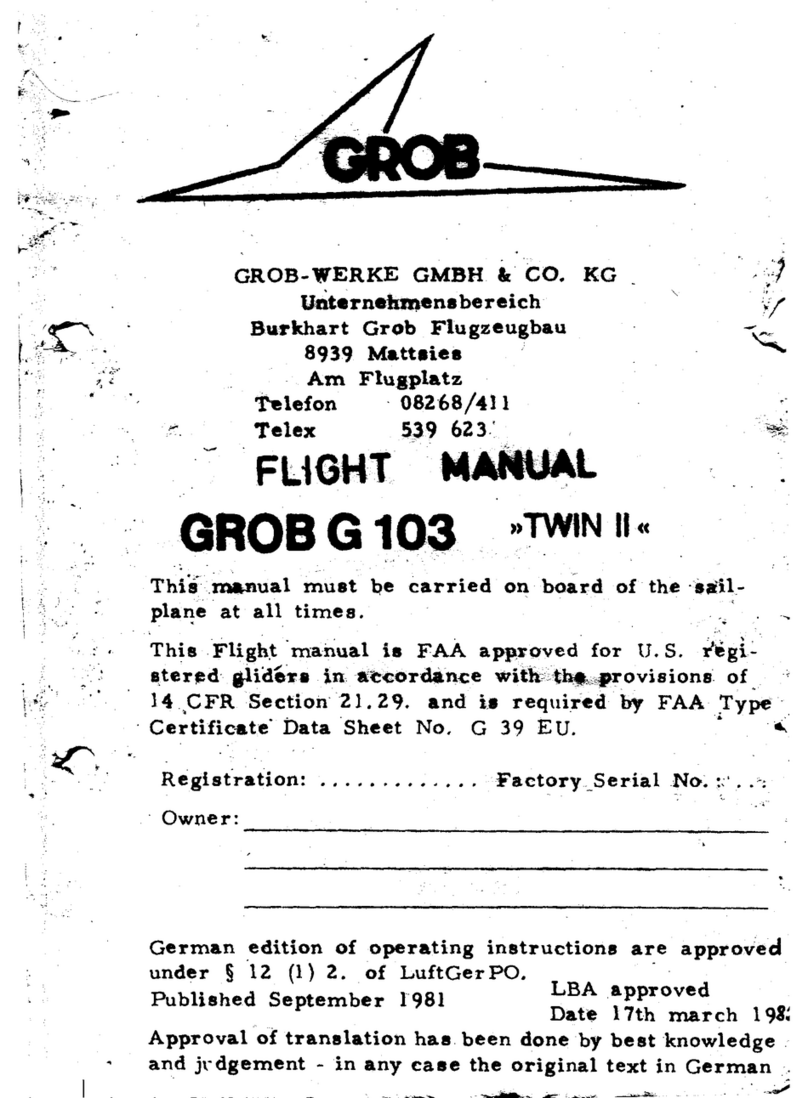 GROB
GROB-WERKE GMBH & CO. KG
Unternehmensbereich
Burkhart Grob Flugzeugbau
8939 Mattsies
Am Flugplatz
Telefon 08268/411
Telex 539 623
FLIGHT MANUAL
GROB G 103 »TWIN II«
This manual must be carried on board of the sail-
plane at all times.
This Flight manual is FAA approved for U.S. regi-
stered gliders in accordance with the provisions of
14 CFR Section 21.29. and is required by FAA Type
Certificate Data Sheet No. G 39 EU.
Registration: ............. Factory Serial No.: ...
Owner:
German edition of operating instructions are approved
under § 12 (1) 2. of LuftGerPO.
Published September 1981
LBA approved
Date 17th march
Approval of translation has been done by best knowledge
and judgement - in any case the original text in German